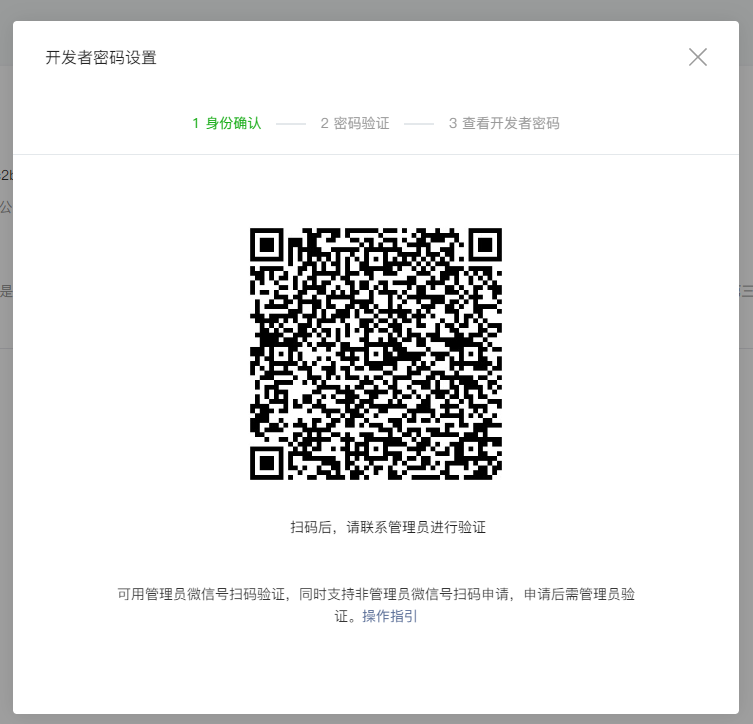 开发者密码设置
1 身份确认 2 密码验证 3 查看开发者密码
2b
公
是
三
扫码后，请联系管理员进行验证
可用管理员微信号扫码验证，同时支持非管理员微信号扫码申请，申请后需管理员验
证。操作指引